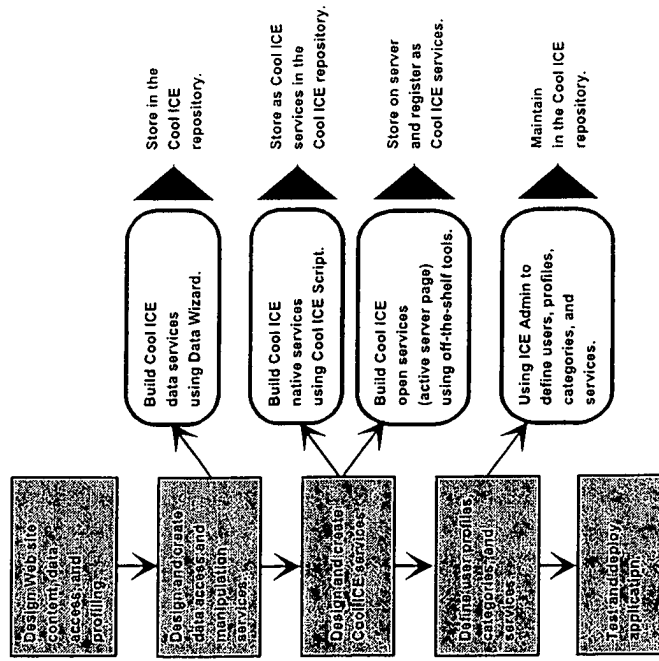 Design Web site
content, data
access, and
profiling.
Design and create
data access and
manipulation
services.
Build Cool ICE
data services
using Data Wizard.
Store in the
Cool ICE
repository.
Design and create
Cool ICE services.
Build Cool ICE
native services
using Cool ICE Script.
Store as Cool ICE
services in the
Cool ICE repository.
Build Cool ICE
open services
(active server page)
using off-the-shelf tools.
Store on server
and register as
Cool ICE services.
Define user, profiles,
categories, and
services.
Using ICE Admin to
define users, profiles,
categories, and
services.
Maintain
in the Cool ICE
repository.
Test and deploy
application.